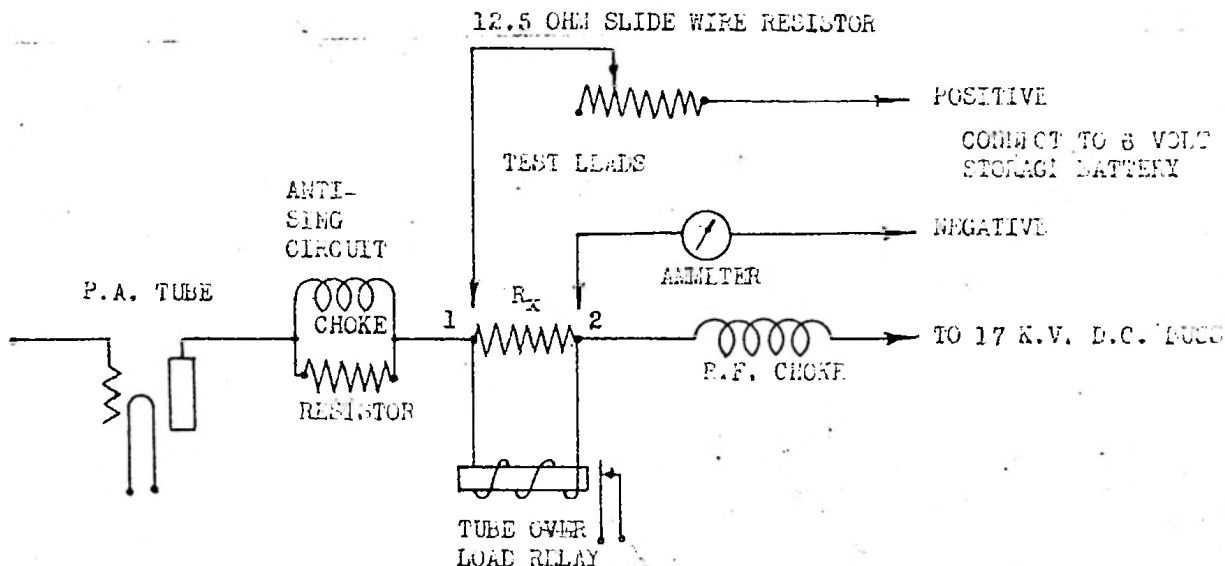 12.5 OHM SLIDE WIRE RESISTOR
POSITIVE
CONNECT TO 6 VOLT
STORAGE BATTERY
TEST LEADS
ANTI-
SING
CIRCUIT
NEGATIVE
AMMETER
P.A. TUBE
CHOKE
1
Rx
2
TO 17 K.V. D.C. BUSS
R.F. CHOKE
RESISTOR
TUBE OVER
LOAD RELAY